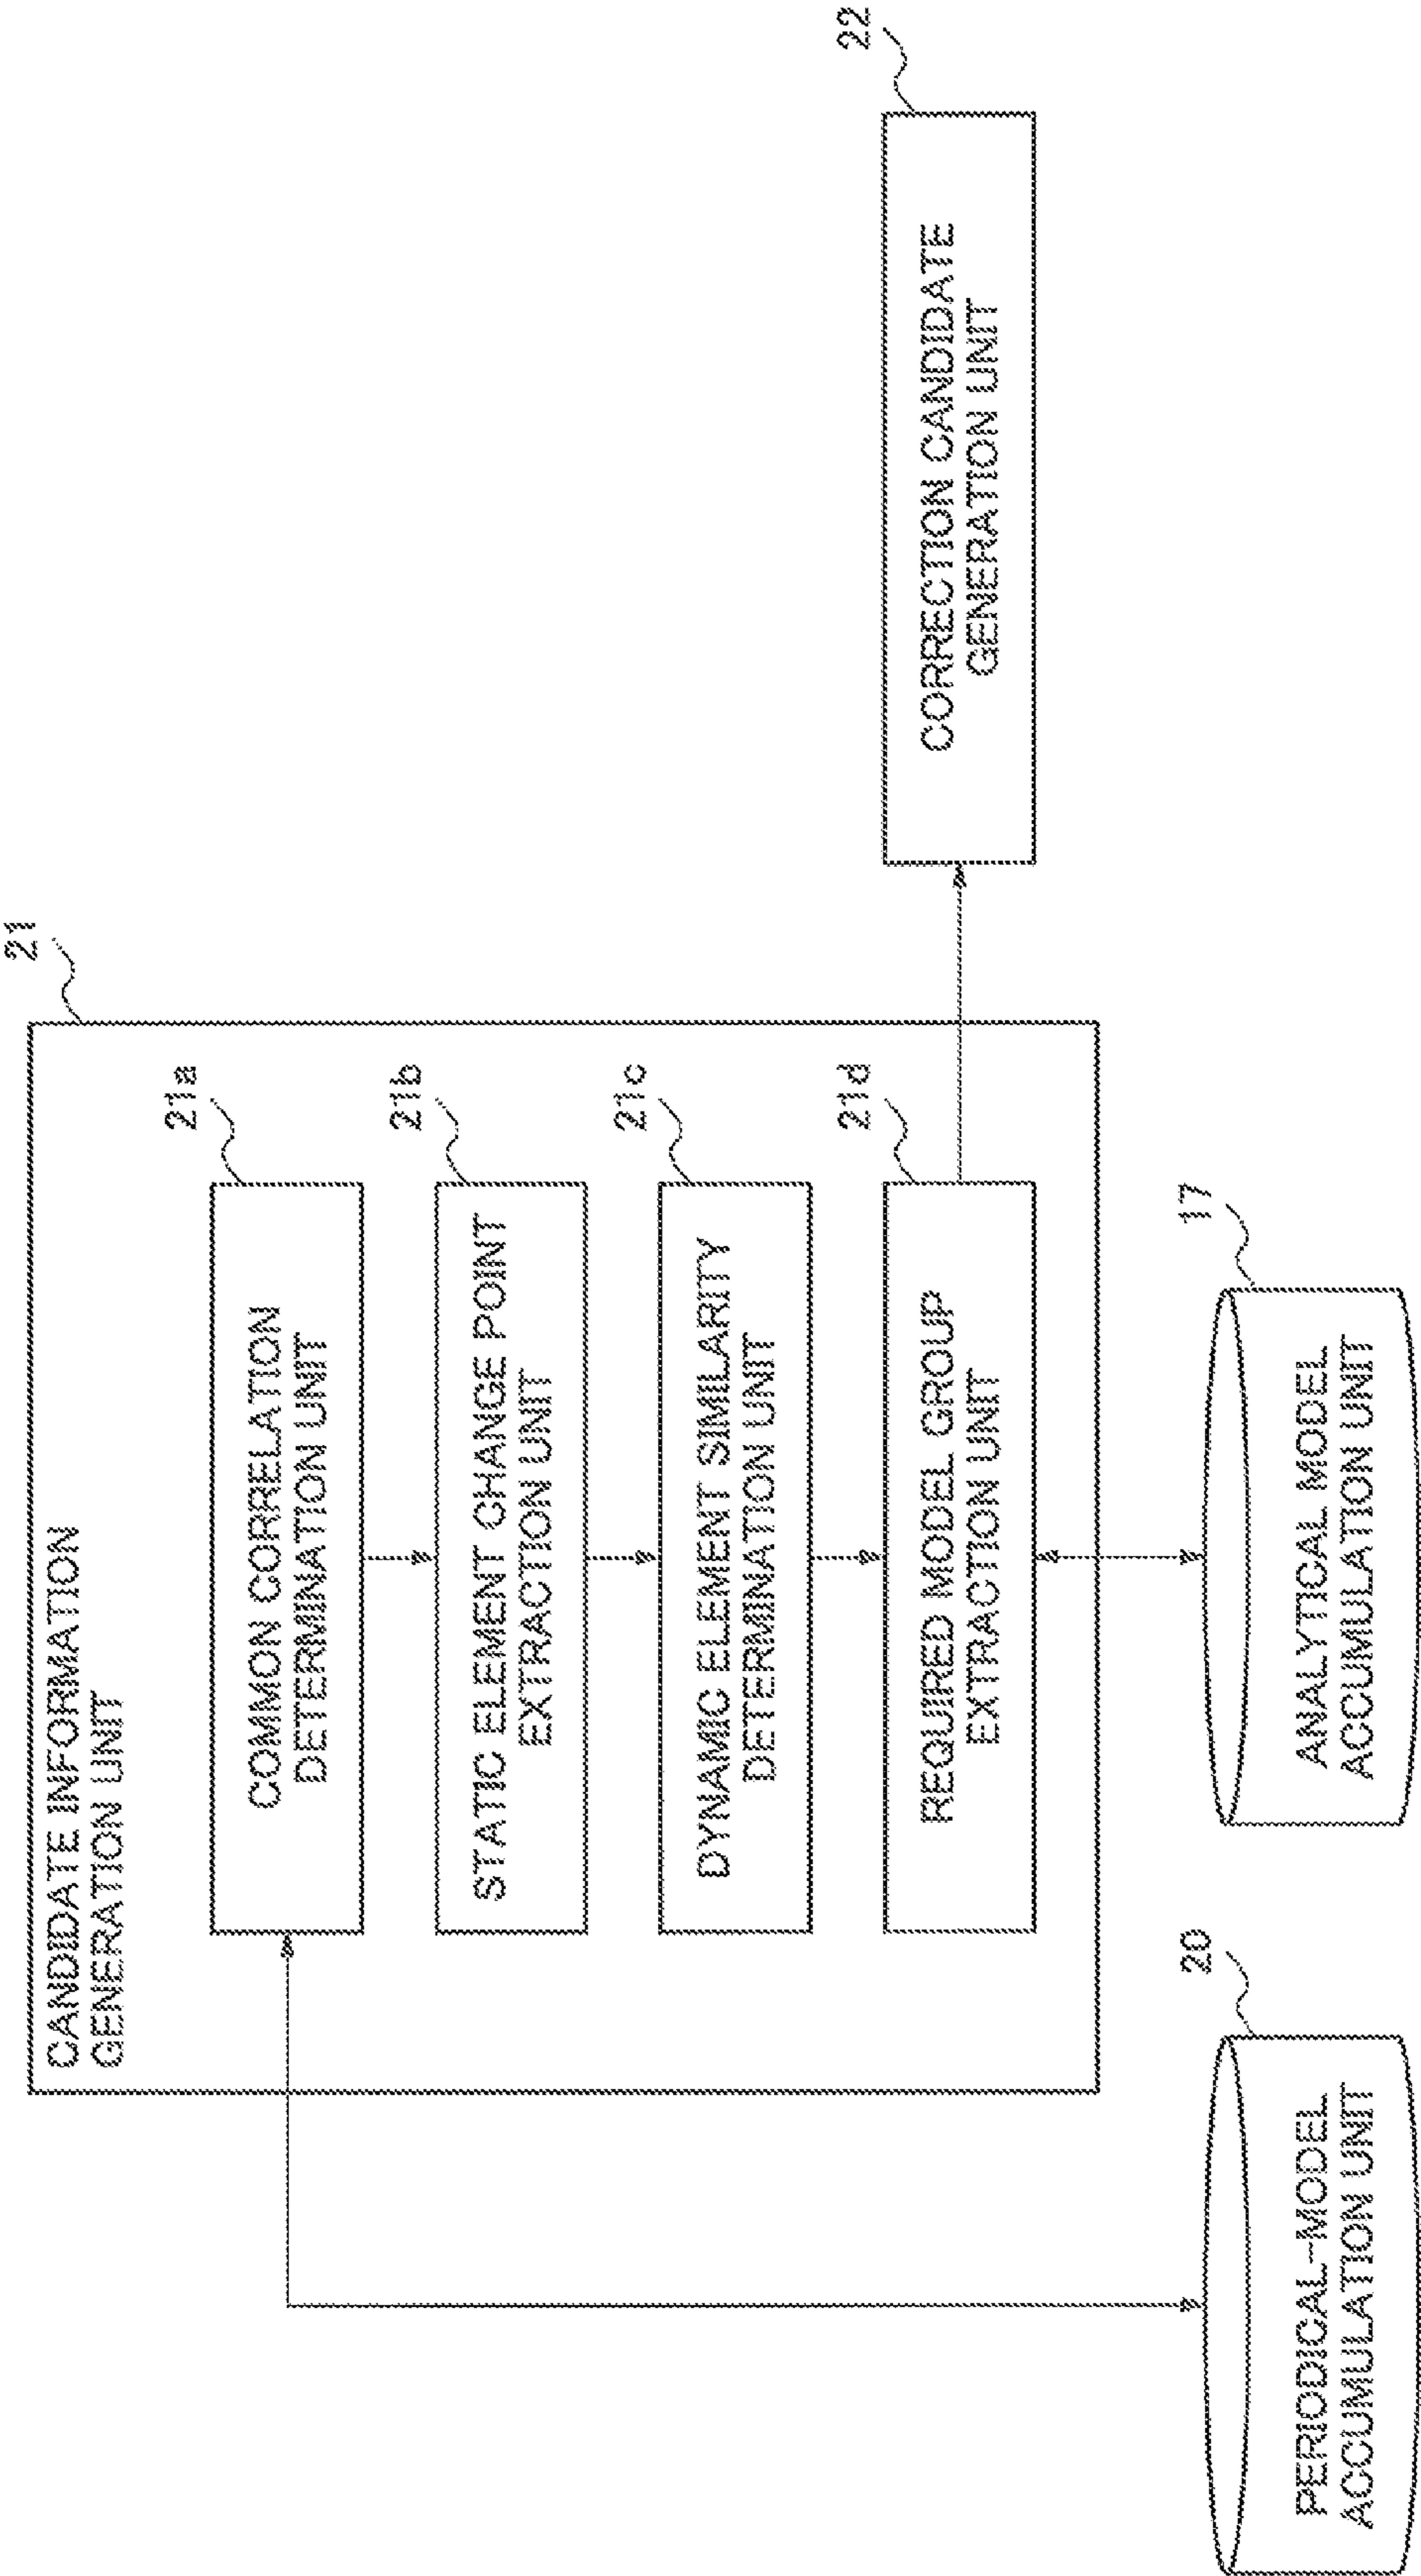 CANDIDATE INFORMATION
GENERATION UNIT
21
COMMON CORRELATION
DETERMINATION UNIT
21a
STATIC ELEMENT CHANGE POINT
EXTRACTION UNIT
21b
DYNAMIC ELEMENT SIMILARITY
DETERMINATION UNIT
21c
REQUIRED MODEL GROUP
EXTRACTION UNIT
21d
CORRECTION CANDIDATE
GENERATION UNIT
22
PERIODICAL-MODEL
ACCUMULATION UNIT
20
ANALYTICAL MODEL
ACCUMULATION UNIT
17